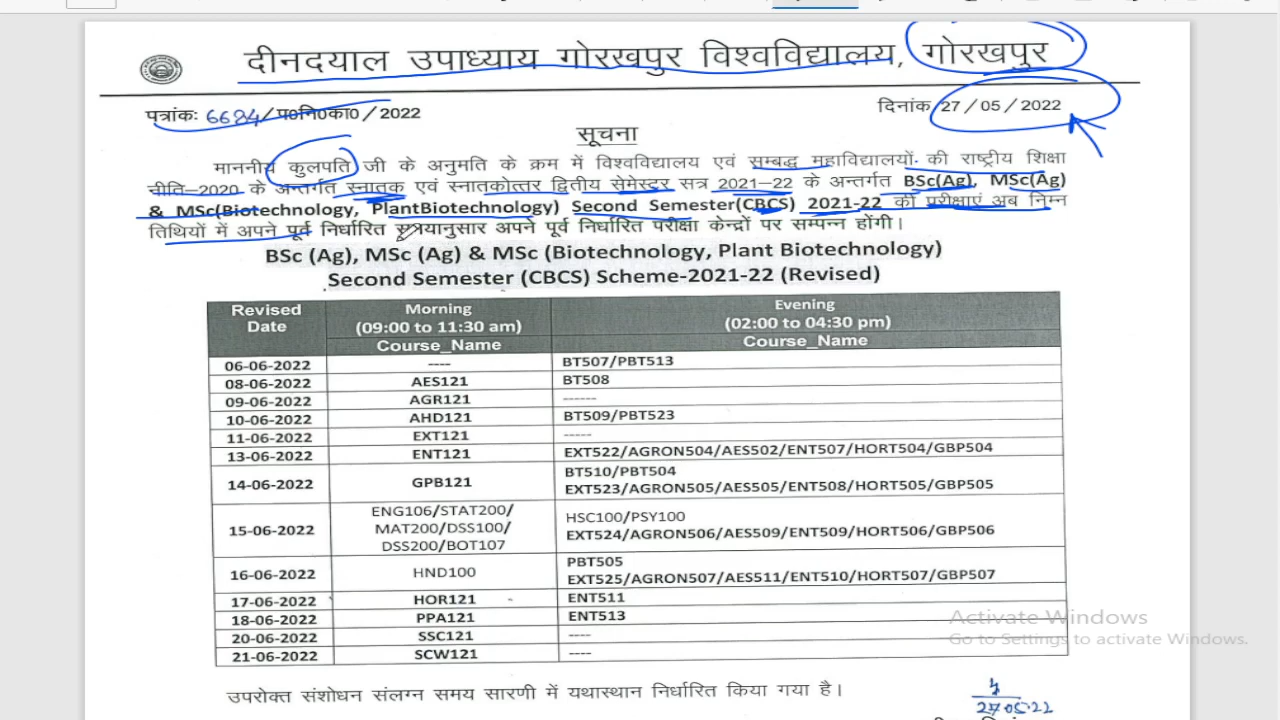 दीनदयाल उपाध्याय गोरखपुर विश्वविद्यालय, गोरखपुर
पत्रांकः 6624/प०नि०का०/2022 दिनांक 27/05/2022
सूचना
माननीय कुलपति जी के अनुमति के क्रम में विश्वविद्यालय एवं सम्बद्ध महाविद्यालयों की राष्ट्रीय शिक्षा
नीति–2020 के अन्तर्गत स्नातक एवं स्नातकोत्तर द्वितीय सेमेस्टर सत्र 2021–22 के अन्तर्गत BSc(Ag), MSc(Ag)
& MSc(Biotechnology, PlantBiotechnology) Second Semester(CBCS) 2021-22 की परीक्षाएं अब निम्न
तिथियों में अपने पूर्व निर्धारित अपने पूर्व निर्धारित परीक्षा केन्द्रों पर सम्पन्न होंगी।
BSc (Ag), MSc (Ag) & MSc (Biotechnology, Plant Biotechnology)
Second Semester (CBCS) Scheme-2021-22 (Revised)
Revised Date Morning (09:00 to 11:30 am) Evening (02:00 to 04:30 pm)
Course_Name Course_Name
06-06-2022 ---- BT507/PBT513
08-06-2022 AES121 BT508
09-06-2022 AGR121 ------
10-06-2022 AHD121 BT509/PBT523
11-06-2022 EXT121 -----
13-06-2022 ENT121 EXT522/AGRON504/AES502/ENT507/HORT504/GBP504
14-06-2022 GPB121 BT510/PBT504
EXT523/AGRON505/AES505/ENT508/HORT505/GBP505
15-06-2022 ENG106/STAT200/
MAT200/DSS100/
DSS200/BOT107 HSC100/PSY100
EXT524/AGRON506/AES509/ENT509/HORT506/GBP506
16-06-2022 HND100 PBT505
EXT525/AGRON507/AES511/ENT510/HORT507/GBP507
17-06-2022 HOR121 ENT511
18-06-2022 PPA121 ENT513
20-06-2022 SSC121 ----
21-06-2022 SCW121 ----
उपरोक्त संशोधन संलग्न समय सारणी में यथास्थान निर्धारित किया गया है।
27.05.22
Activate Windows
Go to Settings to activate Windows.